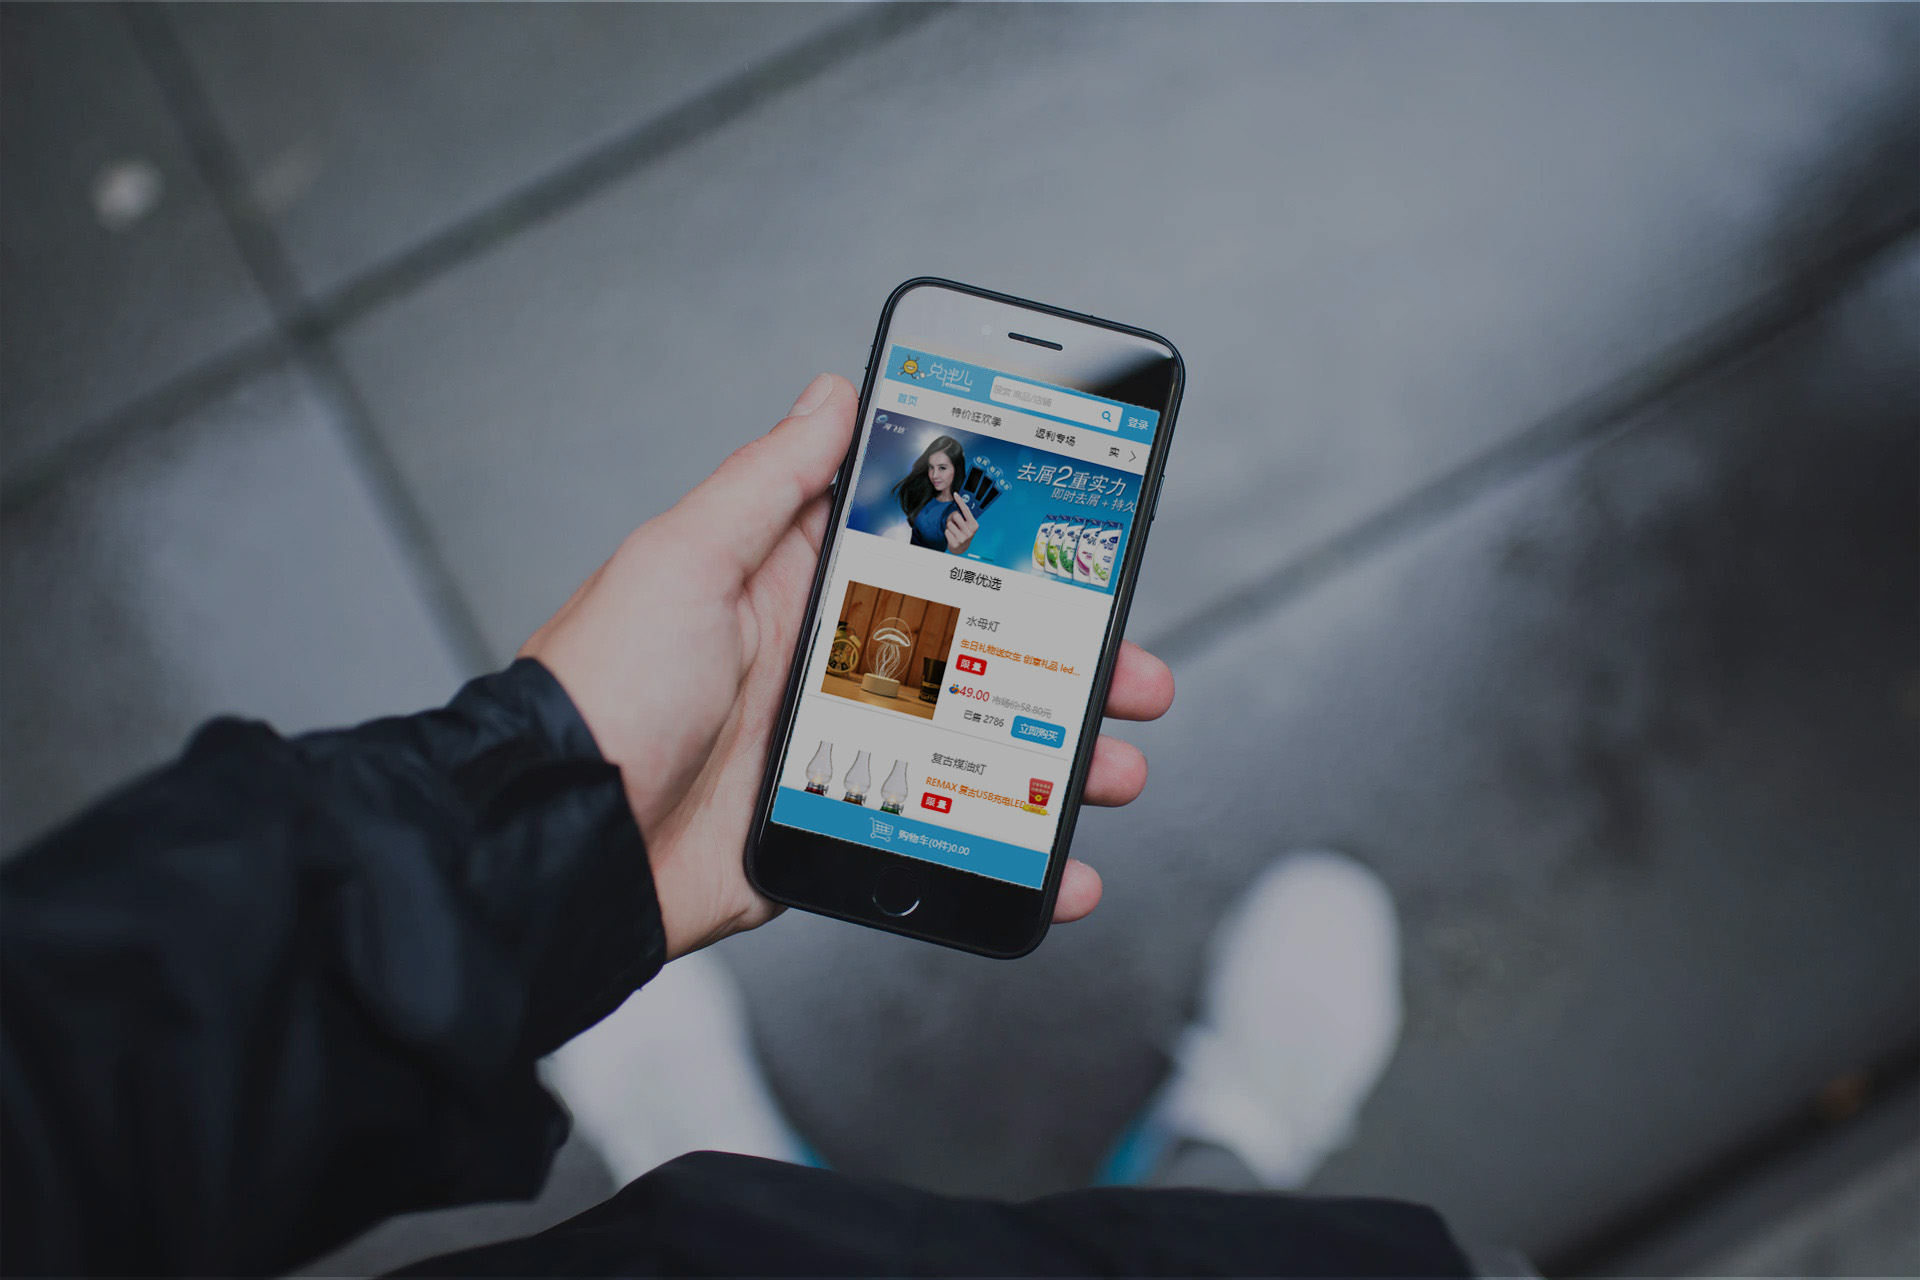 兑伴儿
搜索 商品/店铺
登录
首页 特价狂欢季 返利专场 实
海飞丝
去屑2重实力
即时去屑 + 持久
创意优选
水母灯
生日礼物送女生 创意礼品 led...
限量
49.00 市场价:58.80元
已售 2786 立即购买
复古煤油灯
REMAX 复古USB充电LED
限量
购物车(0件)0.00